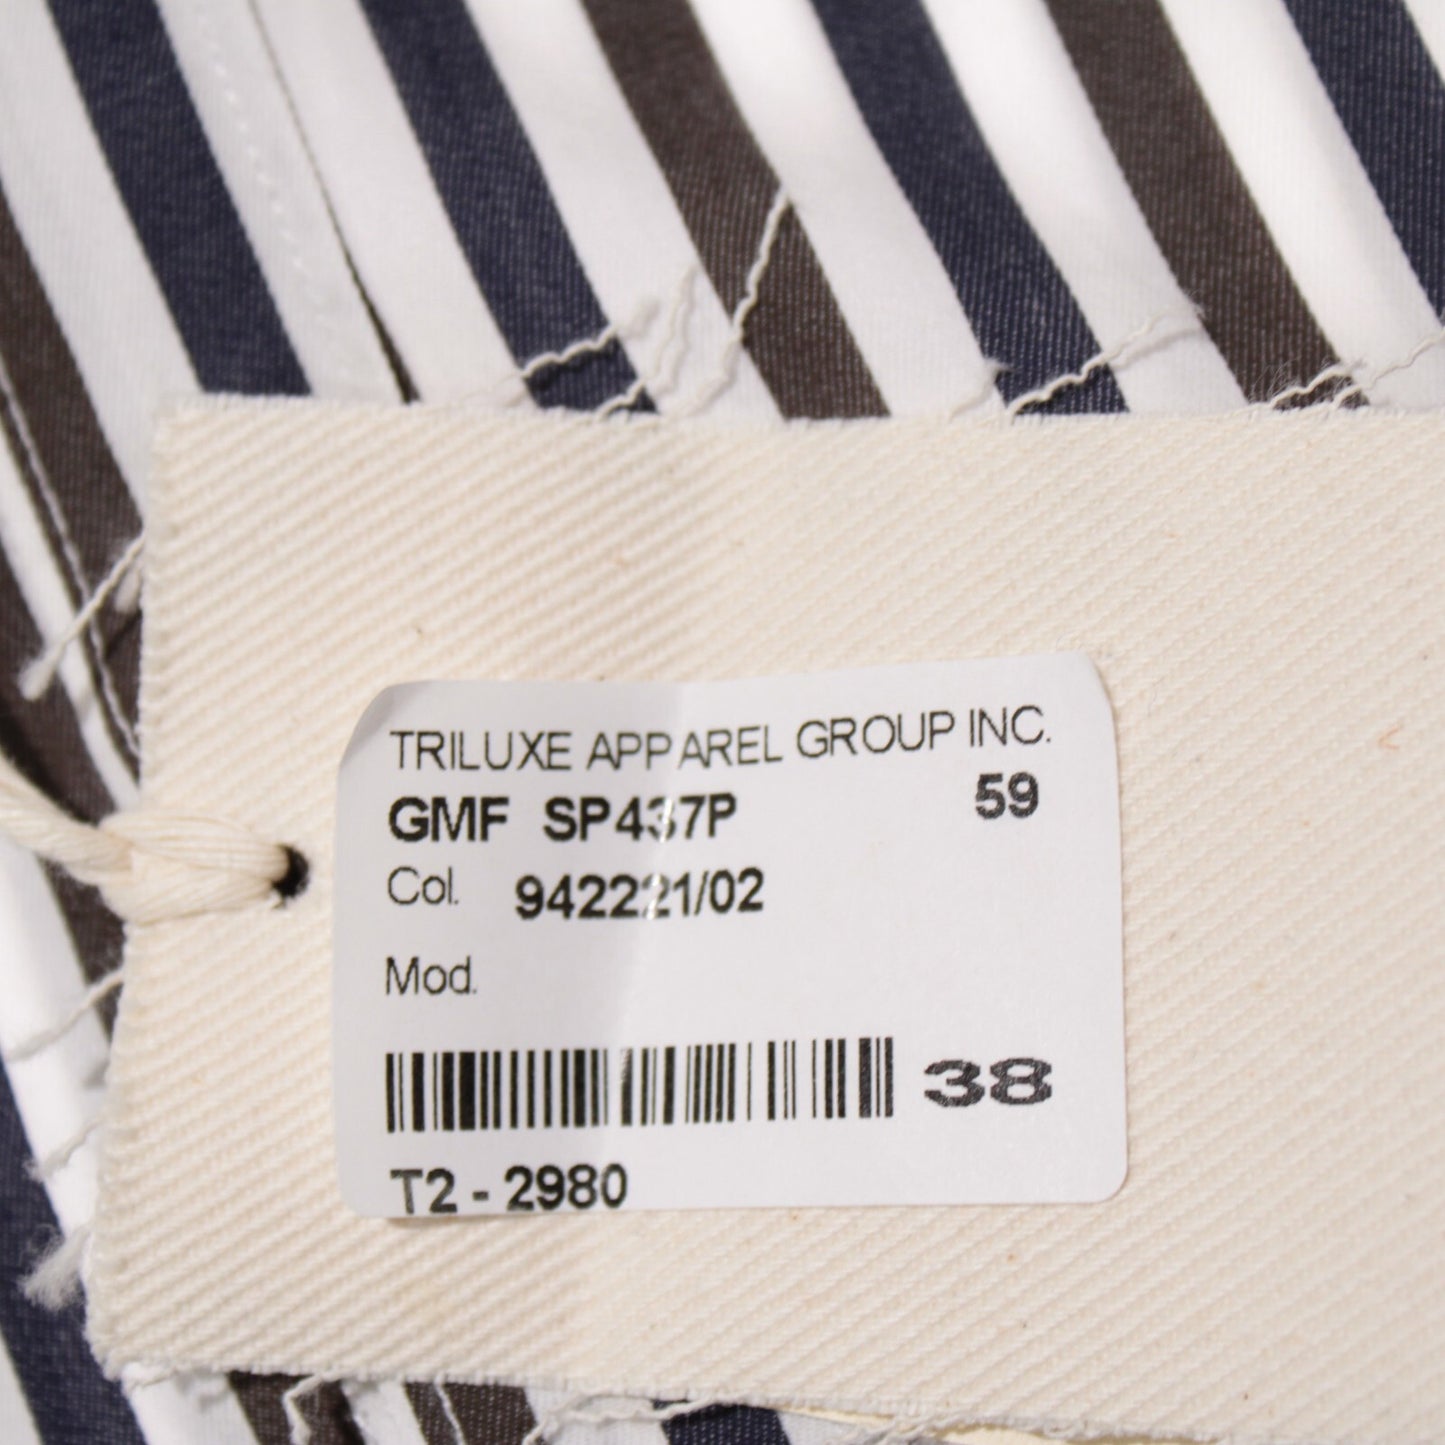 TRILUXE APPAREL GROUP INC.
GMF SP437P 59
Col. 942221/02
Mod.
38
T2 - 2980